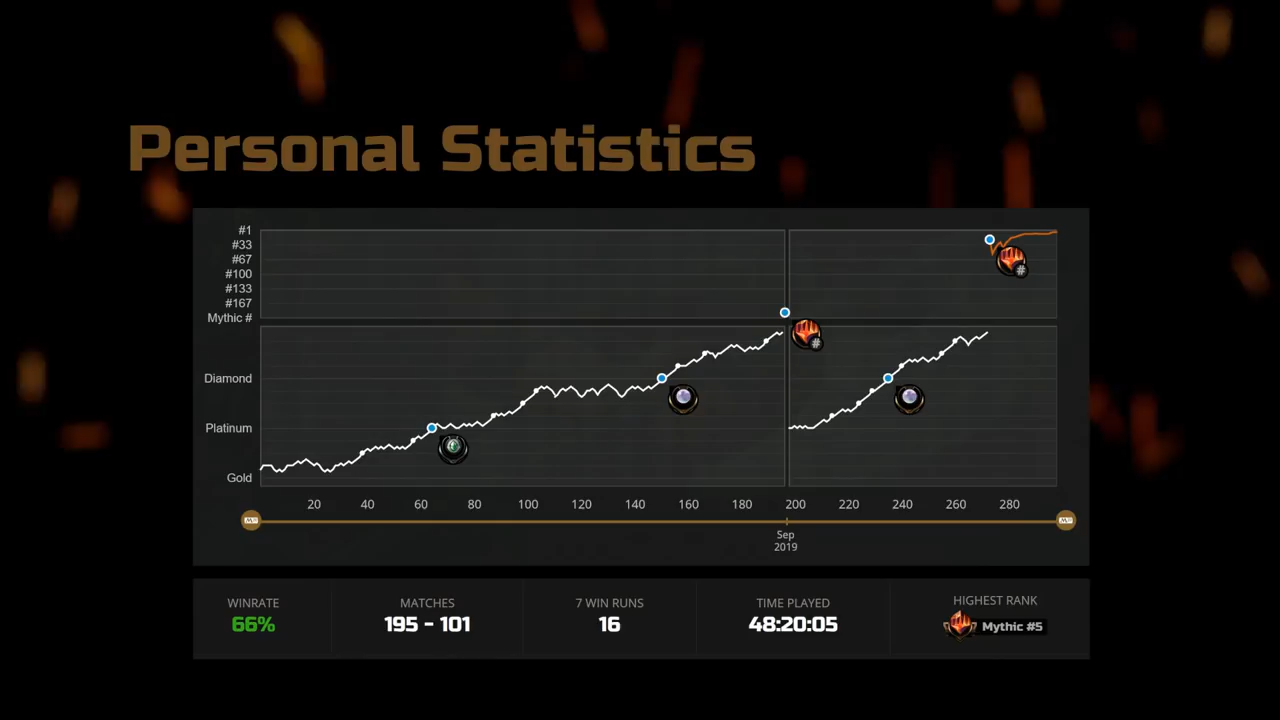 Personal Statistics
#1
#33
#67
#100
#133
#167
Mythic #
#
#
Diamond
Platinum
Gold
20 40 60 80 100 120 140 160 180 200 220 240 260 280
Sep
2019
WINRATE MATCHES 7 WIN RUNS TIME PLAYED HIGHEST RANK
66% 195 - 101 16 48:20:05 Mythic #5